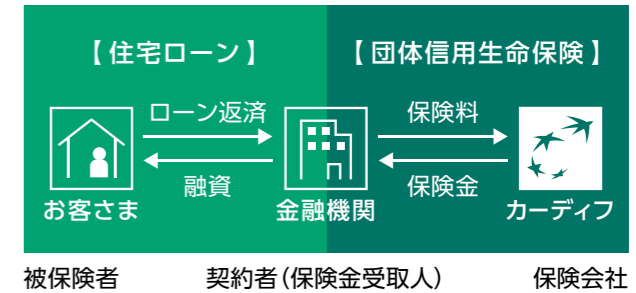 【住宅ローン】
【団体信用生命保険】
ローン返済
保険料
融資
保険金
お客さま
金融機関
カーディフ
被保険者
契約者（保険金受取人）
保険会社